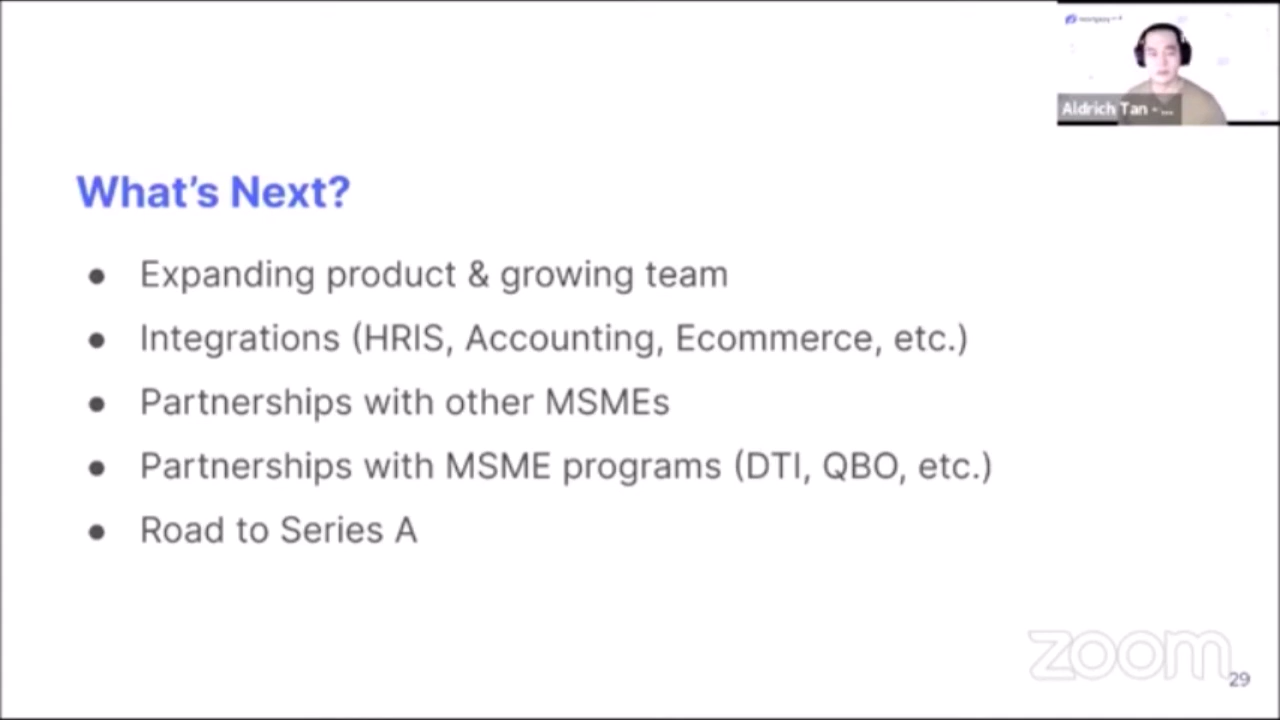 Aldrich Tan - ...
What's Next?
● Expanding product & growing team
● Integrations (HRIS, Accounting, Ecommerce, etc.)
● Partnerships with other MSMEs
● Partnerships with MSME programs (DTI, QBO, etc.)
● Road to Series A
zoom
29